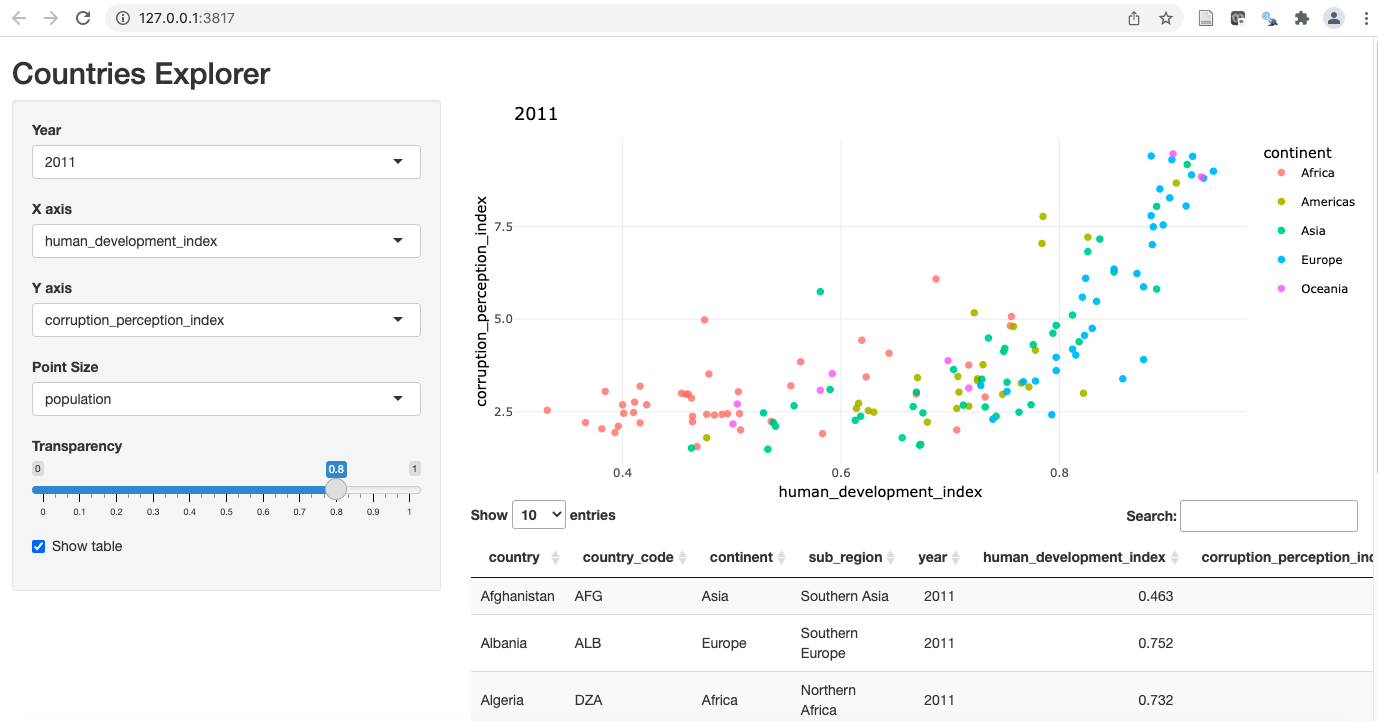 127.0.0.1:3817
Countries Explorer
Year
2011
X axis
human_development_index
Y axis
corruption_perception_index
Point Size
population
Transparency
0 0.8 1
0 0.1 0.2 0.3 0.4 0.5 0.6 0.7 0.8 0.9 1
Show table
2011
corruption_perception_index
7.5
5.0
2.5
0.4 0.6 0.8
human_development_index
continent
Africa
Americas
Asia
Europe
Oceania
Show 10 entries
Search:
country country_code continent sub_region year human_development_index corruption_perception_ind
Afghanistan AFG Asia Southern Asia 2011 0.463
Albania ALB Europe Southern Europe 2011 0.752
Algeria DZA Africa Northern Africa 2011 0.732